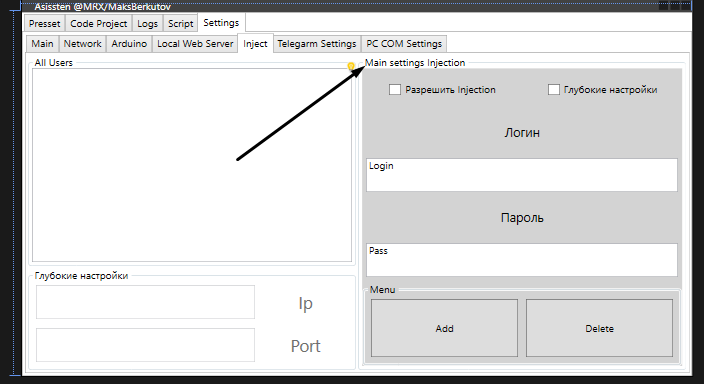 Asissten @MRX/MaksBerkutov
Presset Code Project Logs Script Settings
Main Network Arduino Local Web Server Inject Telegarm Settings PC COM Settings
All Users
Main settings Injection
Разрешить Injection
Глубокие настройки
Логин
Login
Пароль
Pass
Глубокие настройки
Ip
Port
Menu
Add
Delete